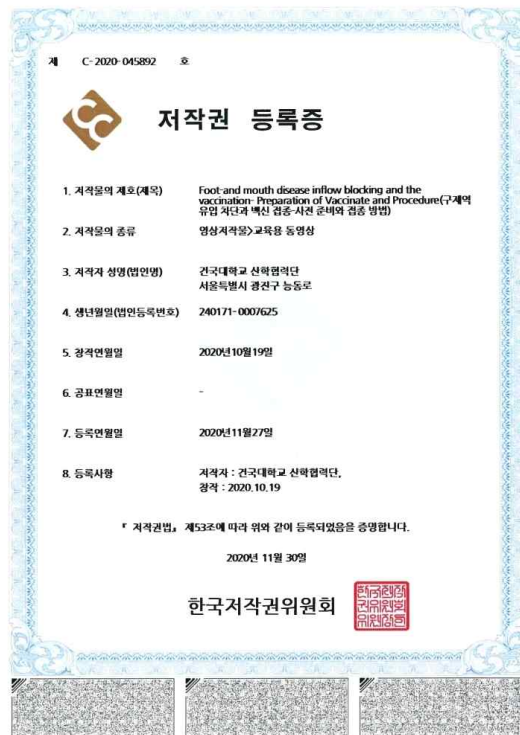 제 C-2020-045892 호
저작권 등록증
1. 저작물의 제호(제목) Foot-and mouth disease inflow blocking and the
vaccination- Preparation of Vaccinate and Procedure(구제역
유입 차단과 백신 접종-사전 준비와 접종 방법)
2. 저작물의 종류 영상저작물>교육용 동영상
3. 저작자 성명(법인명) 건국대학교 산학협력단
서울특별시 광진구 능동로
4. 생년월일(법인등록번호) 240171-0007625
5. 창작연월일 2020년10월19일
6. 공표연월일 -
7. 등록연월일 2020년11월27일
8. 등록사항 저작자 : 건국대학교 산학협력단,
창작 : 2020.10.19
『 저작권법』 제53조에 따라 위와 같이 등록되었음을 증명합니다.
2020년 11월 30일
한국저작권위원회